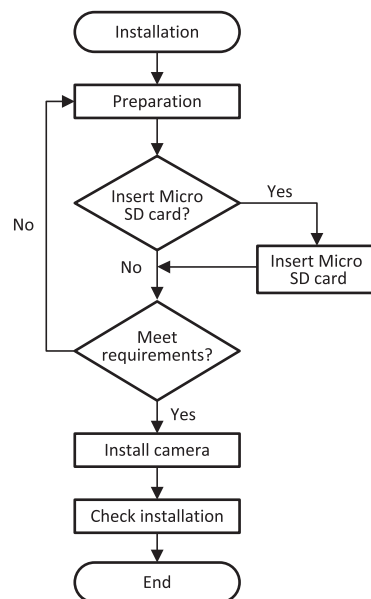 Installation
Preparation
Insert Micro
SD card?
Yes
No
No
Insert Micro
SD card
Meet
requirements?
Yes
Install camera
Check installation
End